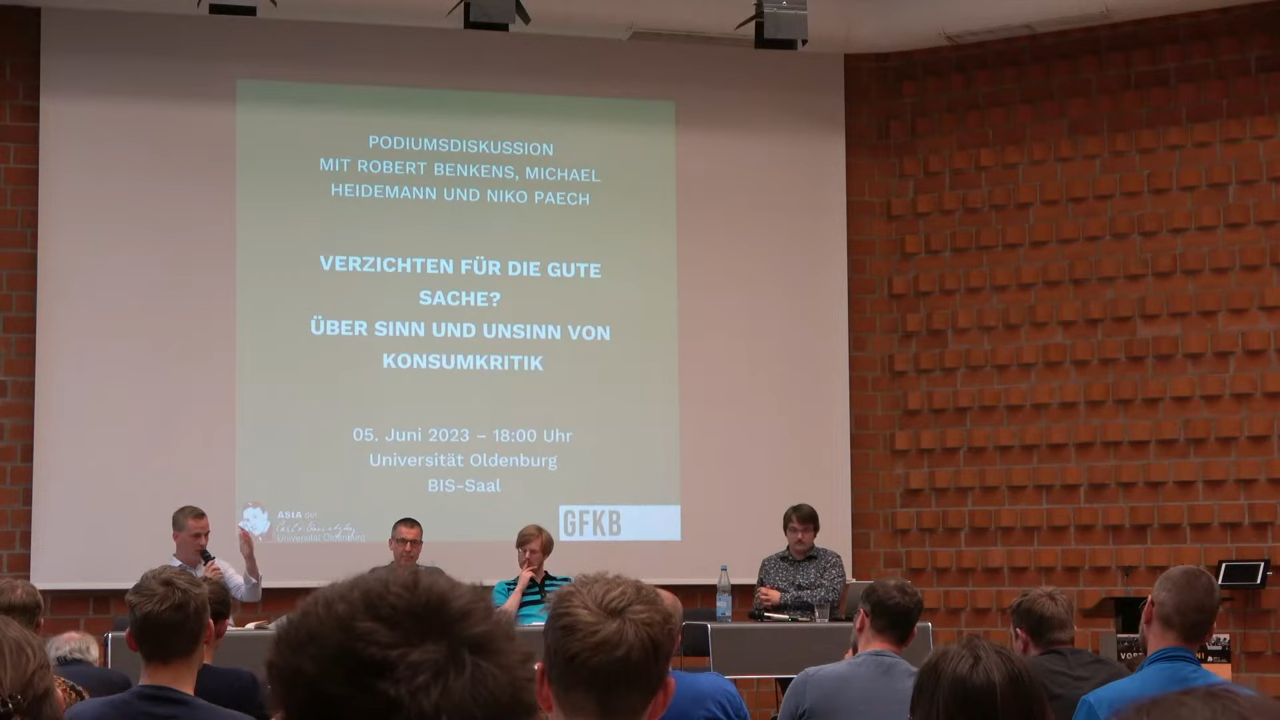 PODIUMSDISKUSSION
MIT ROBERT BENKENS, MICHAEL
HEIDEMANN UND NIKO PAECH
VERZICHTEN FÜR DIE GUTE
SACHE?
ÜBER SINN UND UNSINN VON
KONSUMKRITIK
05. Juni 2023 – 18:00 Uhr
Universität Oldenburg
BIS-Saal
AStA der
Universität Oldenburg
GFKB